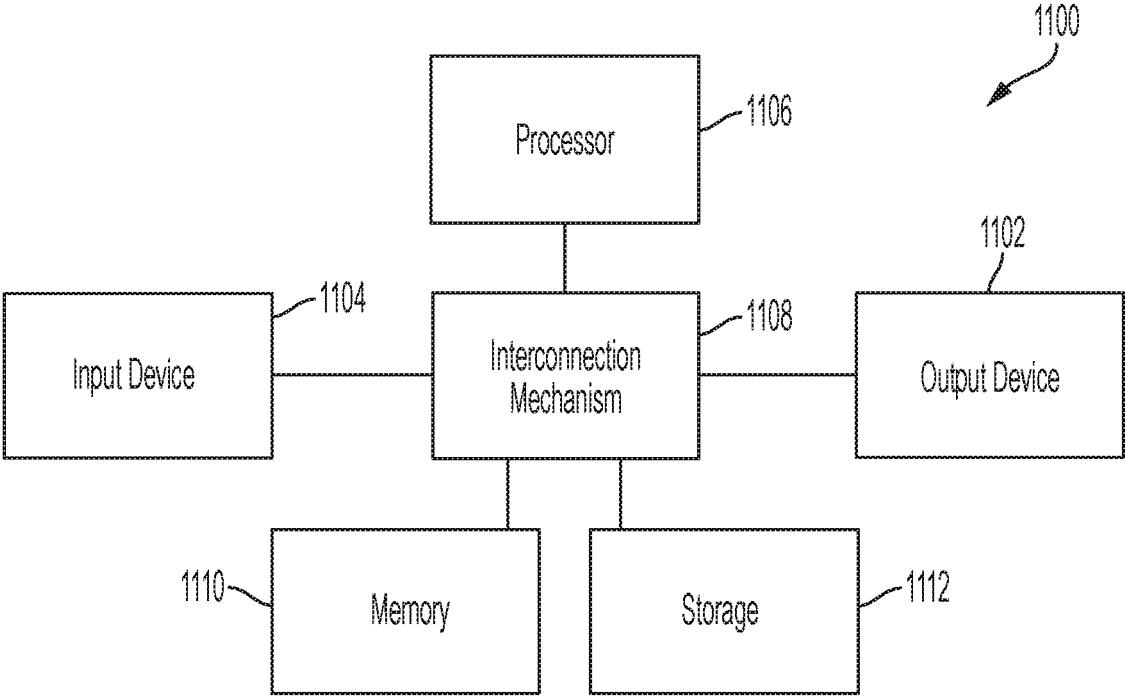 1100
Processor
1106
1102
Input Device
1104
Interconnection
Mechanism
1108
Output Device
1110
Memory
Storage
1112